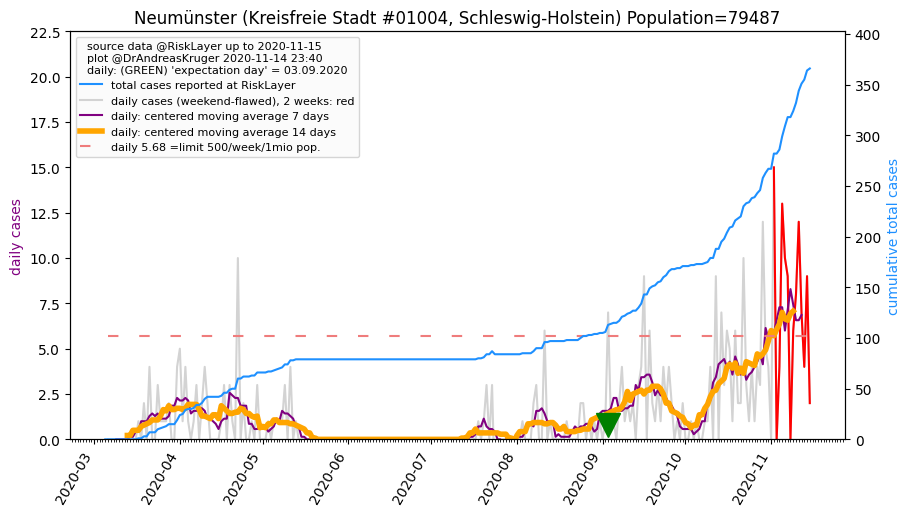 Neumünster (Kreisfreie Stadt #01004, Schleswig-Holstein) Population=79487
source data @RiskLayer up to 2020-11-15
plot @DrAndreasKruger 2020-11-14 23:40
daily: (GREEN) 'expectation day' = 03.09.2020
total cases reported at RiskLayer
daily cases (weekend-flawed), 2 weeks: red
daily: centered moving average 7 days
daily: centered moving average 14 days
daily 5.68 =limit 500/week/1mio pop.
daily cases
22.5
20.0
17.5
15.0
12.5
10.0
7.5
5.0
2.5
0.0
cumulative total cases
400
350
300
250
200
150
100
50
0
2020-03
2020-04
2020-05
2020-06
2020-07
2020-08
2020-09
2020-10
2020-11